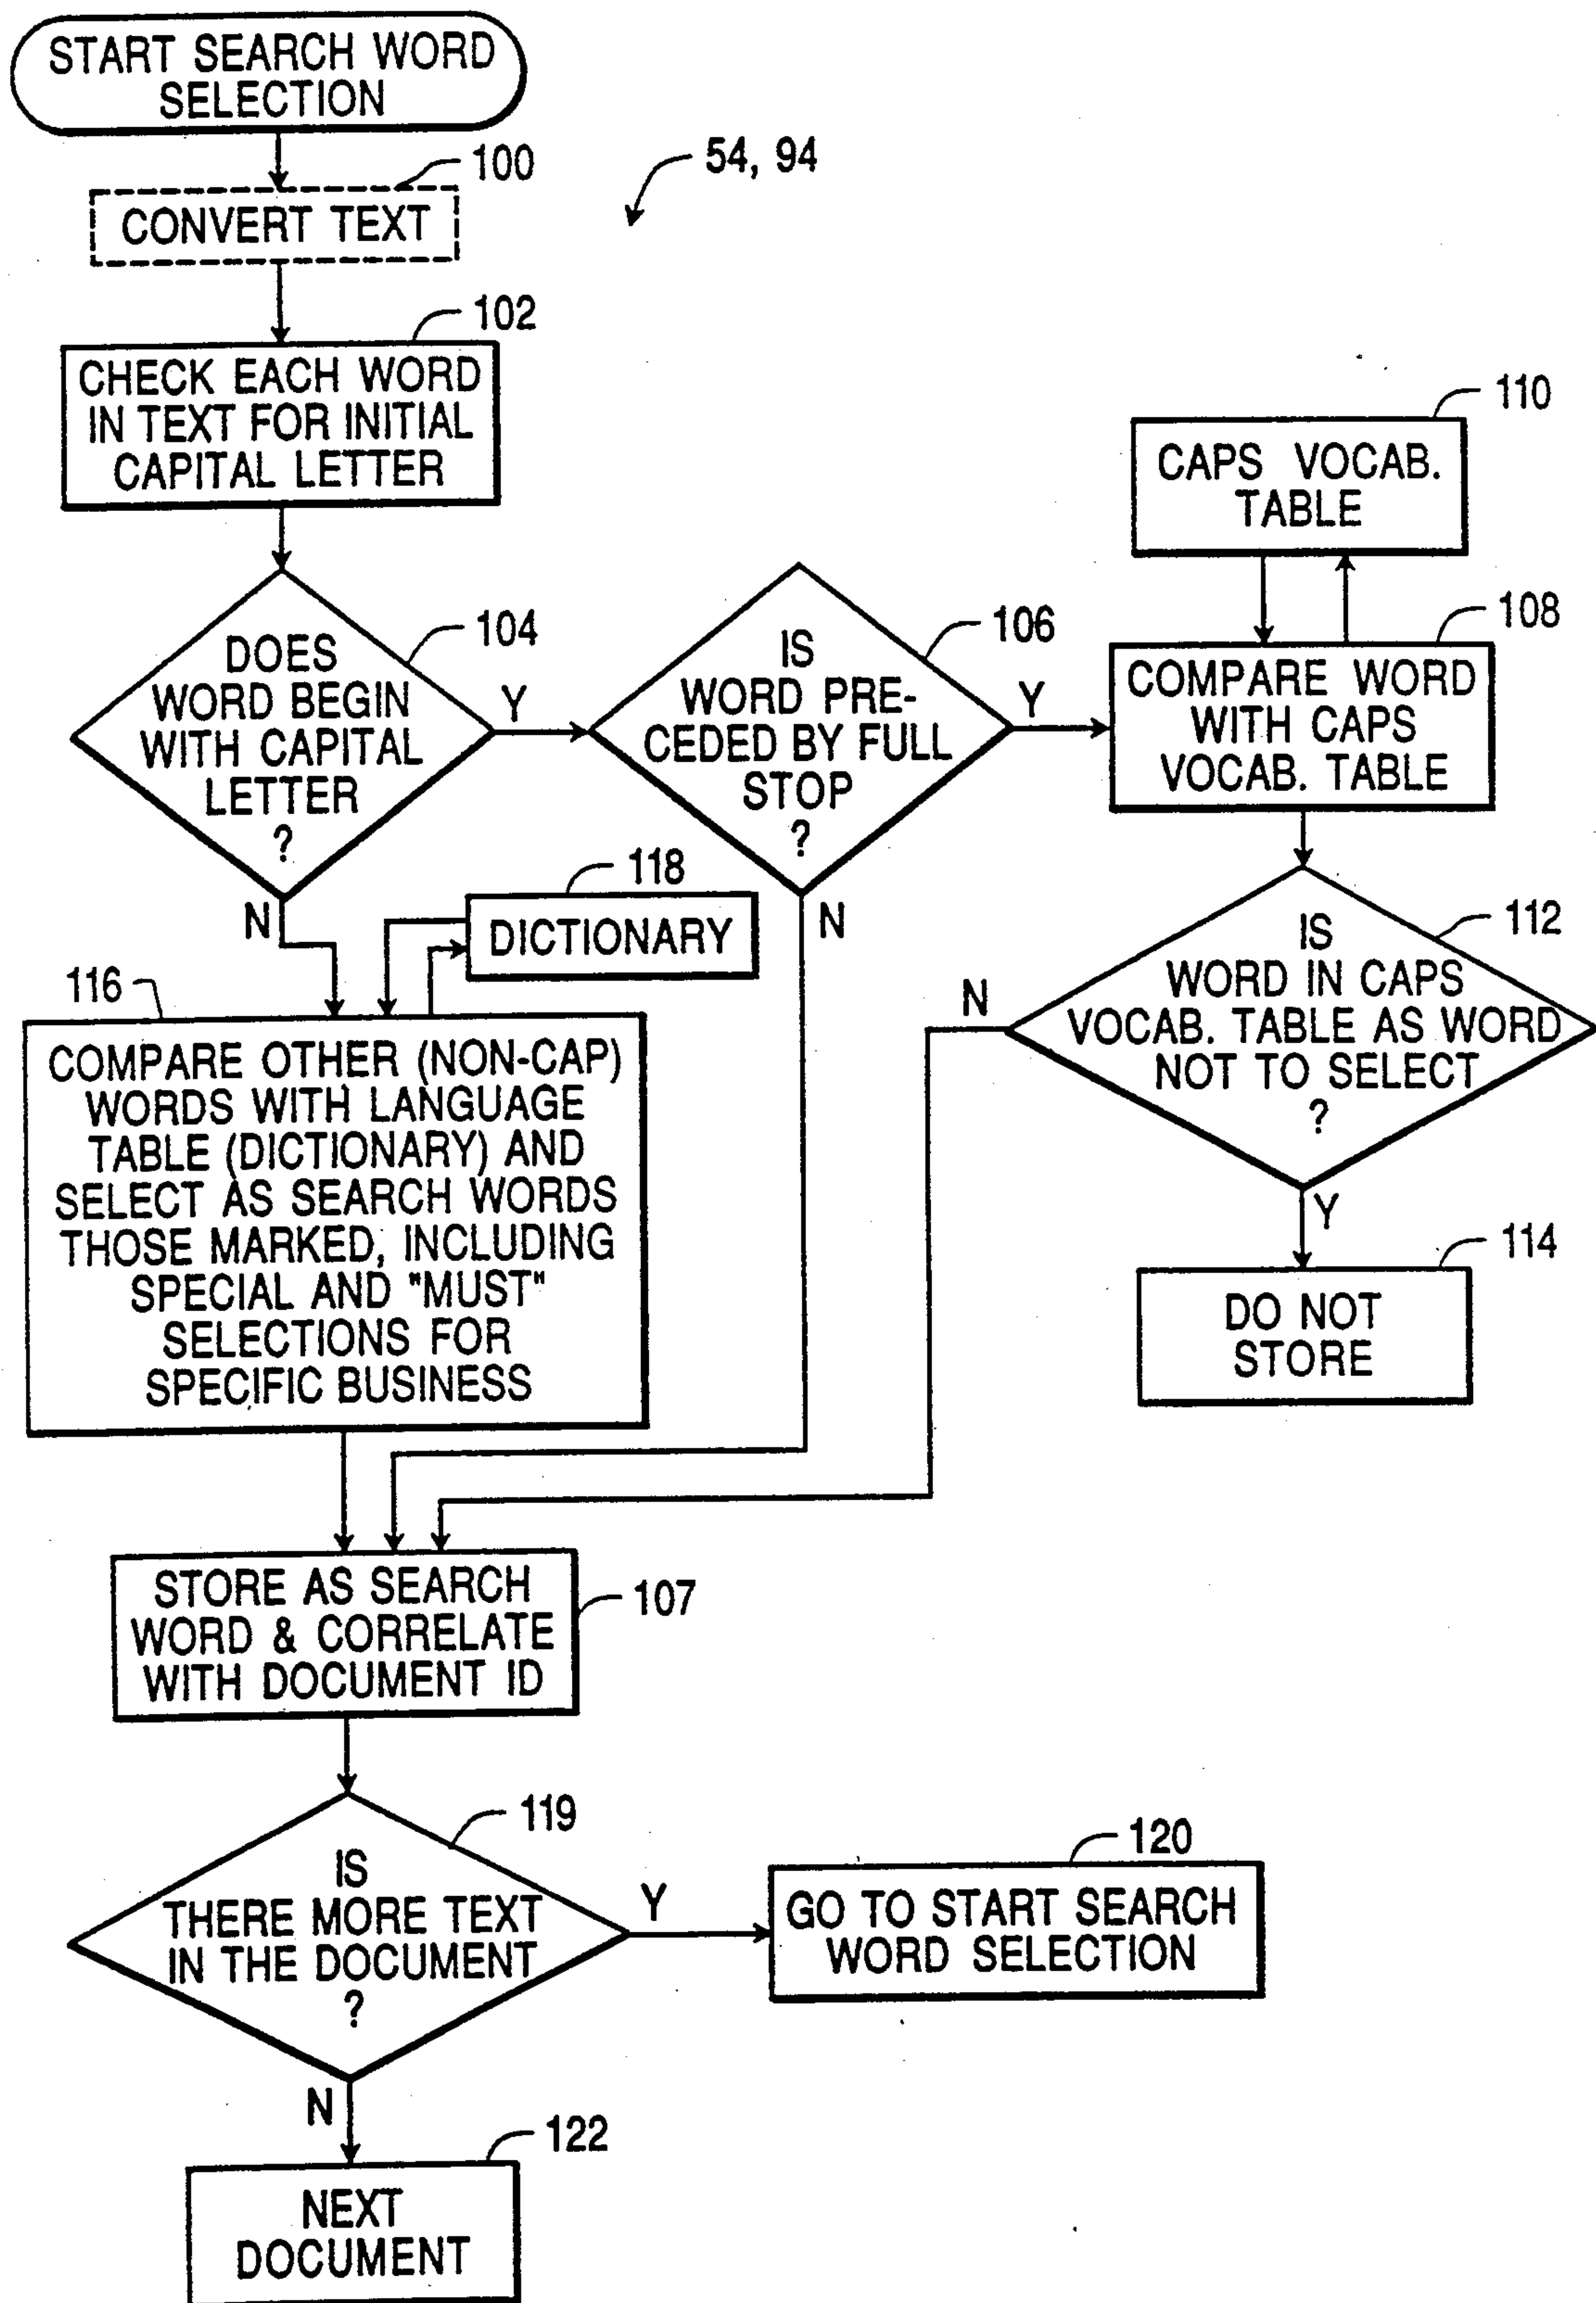 START SEARCH WORD
SELECTION
100
54, 94
CONVERT TEXT
102
CHECK EACH WORD
IN TEXT FOR INITIAL
CAPITAL LETTER
110
CAPS VOCAB.
TABLE
104
DOES
WORD BEGIN
WITH CAPITAL
LETTER
?
Y
N
106
IS
WORD PRE-
CEDED BY FULL
STOP
?
Y
N
108
COMPARE WORD
WITH CAPS
VOCAB. TABLE
118
DICTIONARY
112
IS
WORD IN CAPS
VOCAB. TABLE AS WORD
NOT TO SELECT
?
N
Y
116
COMPARE OTHER (NON-CAP)
WORDS WITH LANGUAGE
TABLE (DICTIONARY) AND
SELECT AS SEARCH WORDS
THOSE MARKED, INCLUDING
SPECIAL AND "MUST"
SELECTIONS FOR
SPECIFIC BUSINESS
114
DO NOT
STORE
STORE AS SEARCH
WORD & CORRELATE
WITH DOCUMENT ID
107
119
IS
THERE MORE TEXT
IN THE DOCUMENT
?
Y
N
120
GO TO START SEARCH
WORD SELECTION
122
NEXT
DOCUMENT